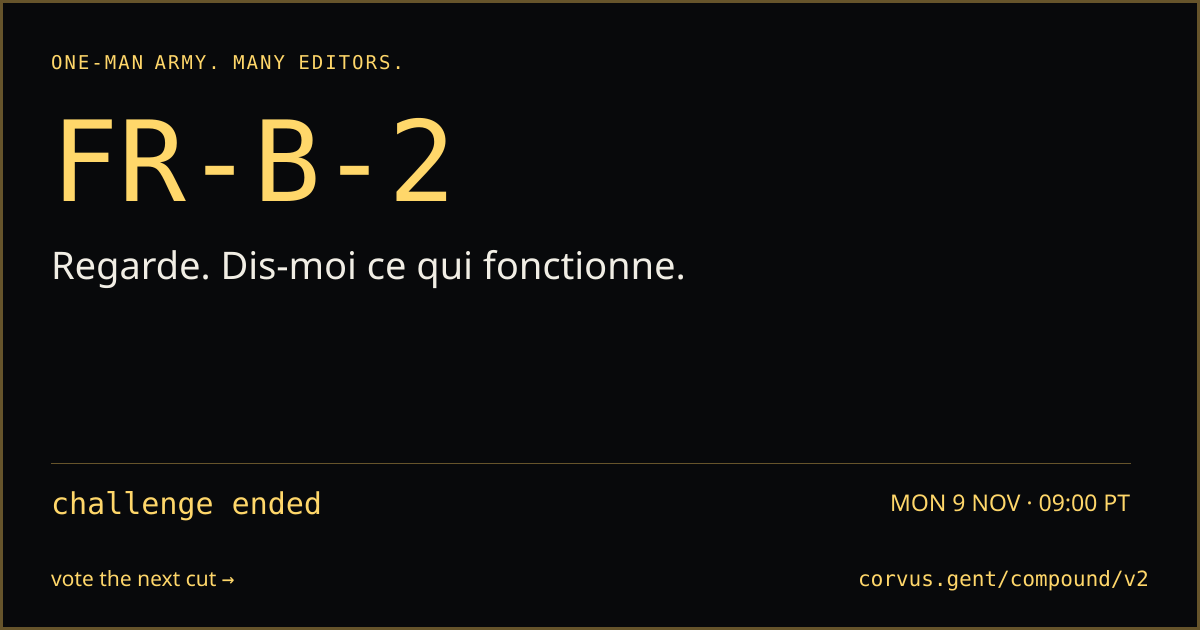 ONE-MAN ARMY. MANY EDITORS.
FR-B-2
Regarde. Dis-moi ce qui fonctionne.
challenge ended
MON 9 NOV · 09:00 PT
vote the next cut →
corvus.gent/compound/v2